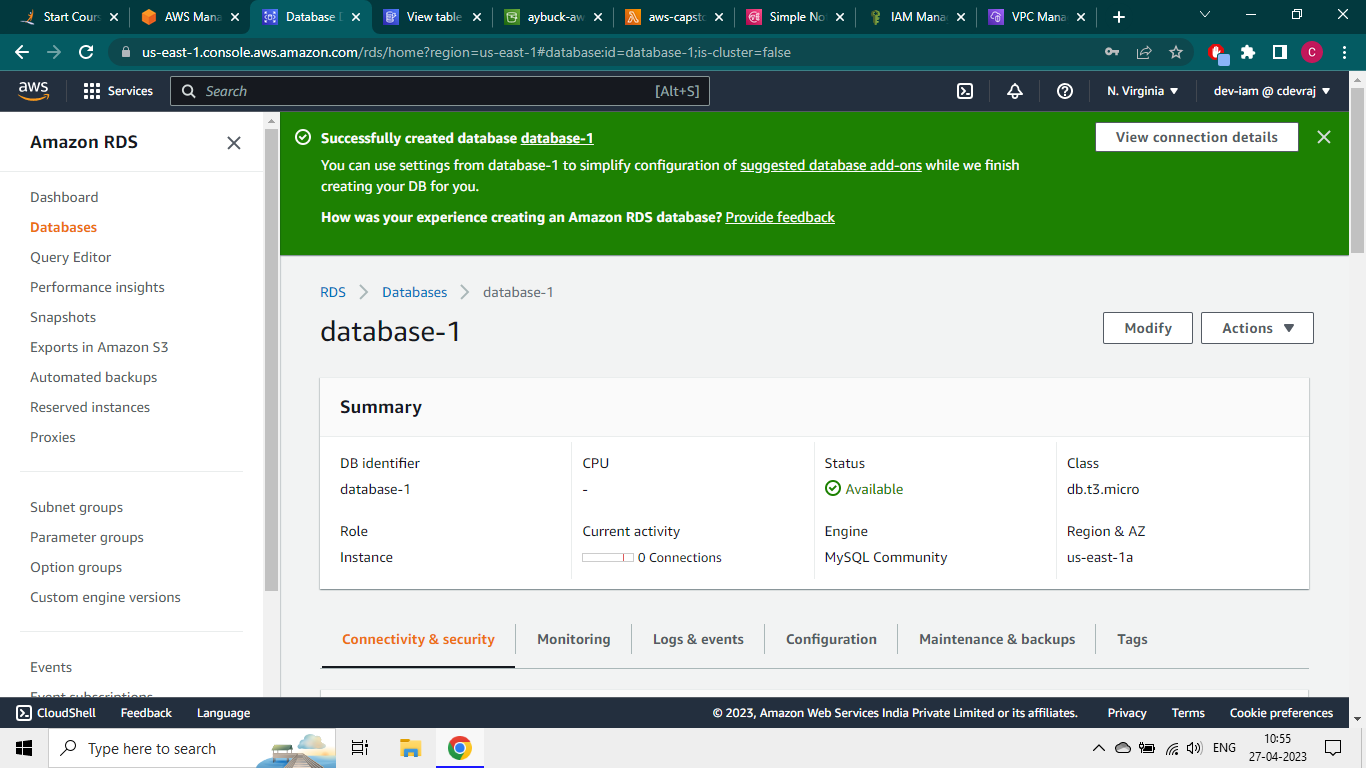 Start Cours
AWS Mana
Database D
View table
aybuck-aw
aws-capst
Simple No
IAM Mana
VPC Mana
us-east-1.console.aws.amazon.com/rds/home?region=us-east-1#database:id=database-1;is-cluster=false
C
aws
Services
Search
[Alt+S]
N. Virginia
dev-iam @ cdevraj
Amazon RDS
Dashboard
Databases
Query Editor
Performance insights
Snapshots
Exports in Amazon S3
Automated backups
Reserved instances
Proxies
Subnet groups
Parameter groups
Option groups
Custom engine versions
Events
Event subscriptions
Successfully created database database-1
View connection details
You can use settings from database-1 to simplify configuration of suggested database add-ons while we finish
creating your DB for you.
How was your experience creating an Amazon RDS database? Provide feedback
RDS
Databases
database-1
database-1
Modify
Actions
Summary
DB identifier
database-1
CPU
-
Status
Available
Class
db.t3.micro
Role
Instance
Current activity
0 Connections
Engine
MySQL Community
Region & AZ
us-east-1a
Connectivity & security
Monitoring
Logs & events
Configuration
Maintenance & backups
Tags
CloudShell
Feedback
Language
© 2023, Amazon Web Services India Private Limited or its affiliates.
Privacy
Terms
Cookie preferences
Type here to search
ENG
10:55
27-04-2023